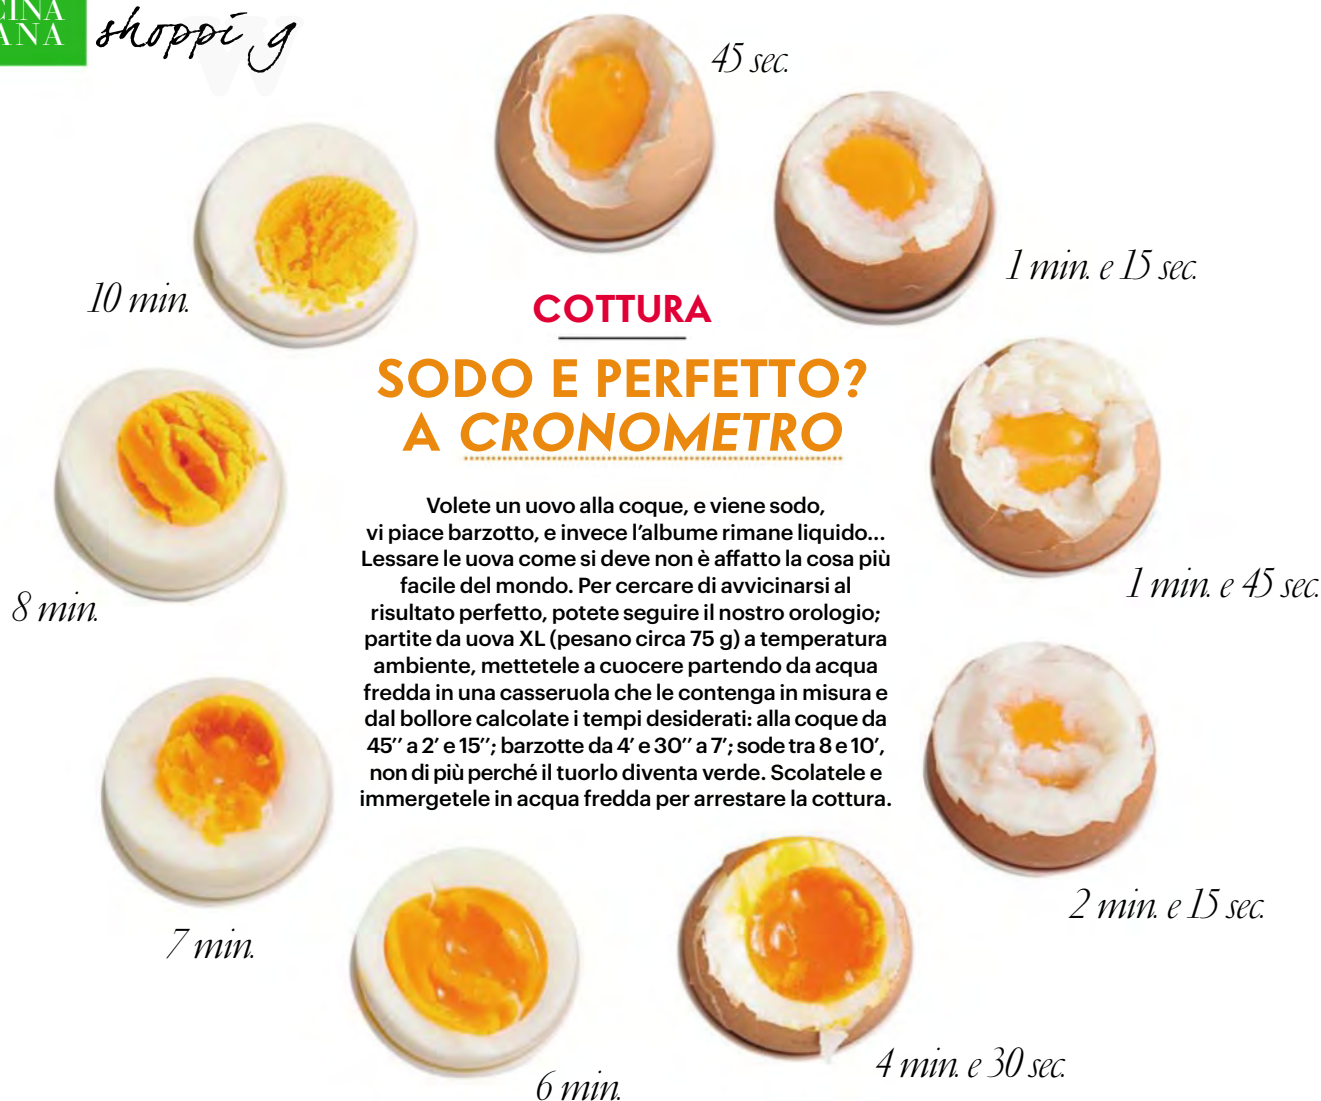 CINA
ANA
shoppi g
45 sec.
1 min. e 15 sec.
10 min.
COTTURA
SODO E PERFETTO?
A CRONOMETRO
Volete un uovo alla coque, e viene sodo,
vi piace barzotto, e invece l'albume rimane liquido...
Lessare le uova come si deve non è affatto la cosa più
facile del mondo. Per cercare di avvicinarsi al
risultato perfetto, potete seguire il nostro orologio;
partite da uova XL (pesano circa 75 g) a temperatura
ambiente, mettetele a cuocere partendo da acqua
fredda in una casseruola che le contenga in misura e
dal bollore calcolate i tempi desiderati: alla coque da
45’’ a 2’ e 15’’; barzotte da 4’ e 30’’ a 7’; sode tra 8 e 10’,
non di più perché il tuorlo diventa verde. Scolatele e
immergetele in acqua fredda per arrestare la cottura.
1 min. e 45 sec.
8 min.
2 min. e 15 sec.
7 min.
4 min. e 30 sec.
6 min.